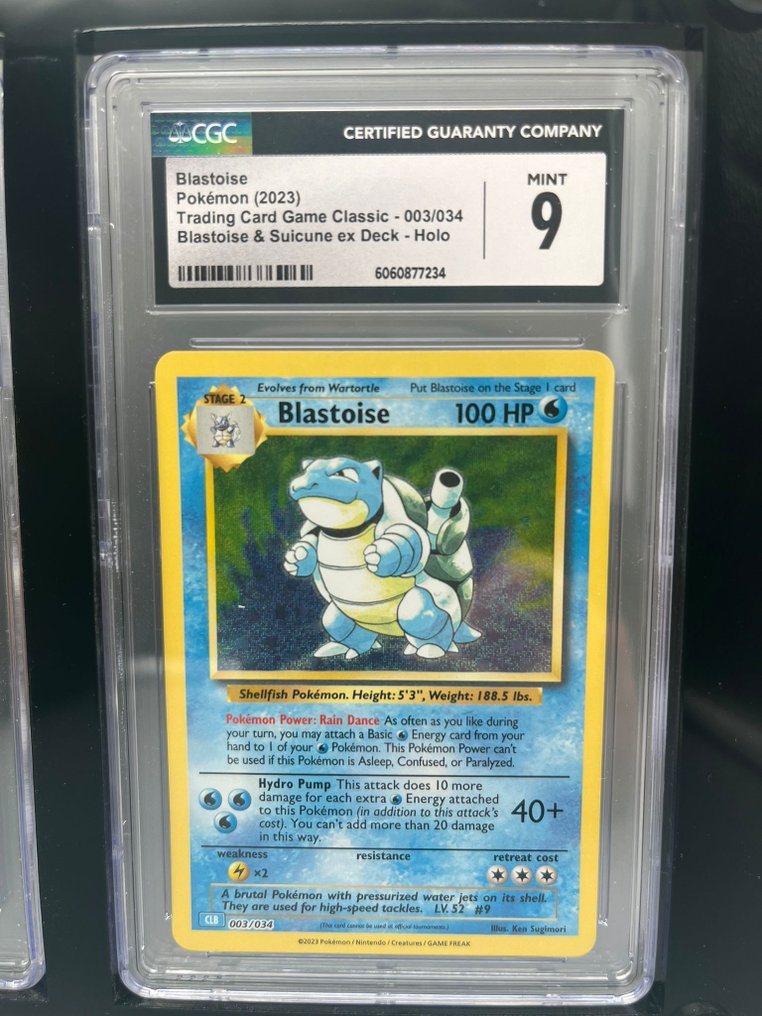 CGC
CERTIFIED GUARANTY COMPANY
Blastoise
Pokémon (2023)
Trading Card Game Classic - 003/034
Blastoise & Suicune ex Deck - Holo
MINT
9
6060877234
Evolves from Wartortle Put Blastoise on the Stage 1 card
STAGE 2
Blastoise 100 HP
Shellfish Pokémon. Height: 5'3", Weight: 188.5 lbs.
Pokémon Power: Rain Dance As often as you like during
your turn, you may attach a Basic Energy card from your
hand to 1 of your Pokémon. This Pokémon Power can't
be used if this Pokémon is Asleep, Confused, or Paralyzed.
Hydro Pump This attack does 10 more
damage for each extra Energy attached
to this Pokémon (in addition to this attack's
cost). You can't add more than 20 damage
in this way.
40+
weakness resistance retreat cost
×2
A brutal Pokémon with pressurized water jets on its shell.
They are used for high-speed tackles. LV. 52 #9
CLB 003/034 (This card cannot be used at official tournaments.) Illus. Ken Sugimori
©2023 Pokémon / Nintendo / Creatures / GAME FREAK